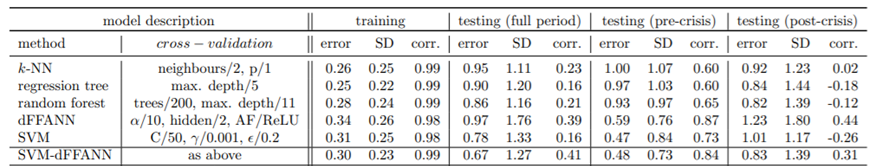 model description training testing (full period) testing (pre-crisis) testing (post-crisis)
method cross − validation error SD corr. error SD corr. error SD corr. error SD corr.
k-NN neighbours/2, p/1 0.26 0.25 0.99 0.95 1.11 0.23 1.00 1.07 0.60 0.92 1.23 0.02
regression tree max. depth/5 0.25 0.22 0.99 0.90 1.20 0.16 0.97 1.03 0.60 0.84 1.44 -0.18
random forest trees/200, max. depth/11 0.28 0.24 0.99 0.86 1.16 0.21 0.93 0.97 0.65 0.82 1.39 -0.12
dFFANN α/10, hidden/2, AF/ReLU 0.34 0.26 0.98 0.97 1.76 0.39 0.59 0.76 0.87 1.23 1.80 0.44
SVM C/50, γ/0.001, ϵ/0.2 0.31 0.25 0.98 0.78 1.33 0.16 0.47 0.84 0.73 1.01 1.17 -0.26
SVM-dFFANN as above 0.30 0.23 0.99 0.67 1.27 0.41 0.48 0.73 0.84 0.83 1.39 0.31